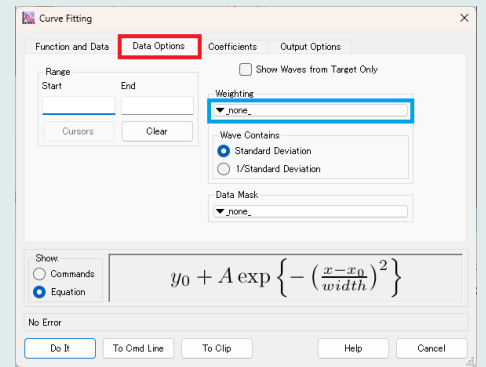 Curve Fitting
Function and Data
Data Options
Coefficients
Output Options
Range
Start
End
Cursors
Clear
Show Waves from Target Only
Weighting
_none_
Wave Contains
Standard Deviation
1/Standard Deviation
Data Mask
_none_
Show:
Commands
Equation
y₀ + A exp {−((x−x₀)/width)²}
No Error
Do It
To Cmd Line
To Clip
Help
Cancel